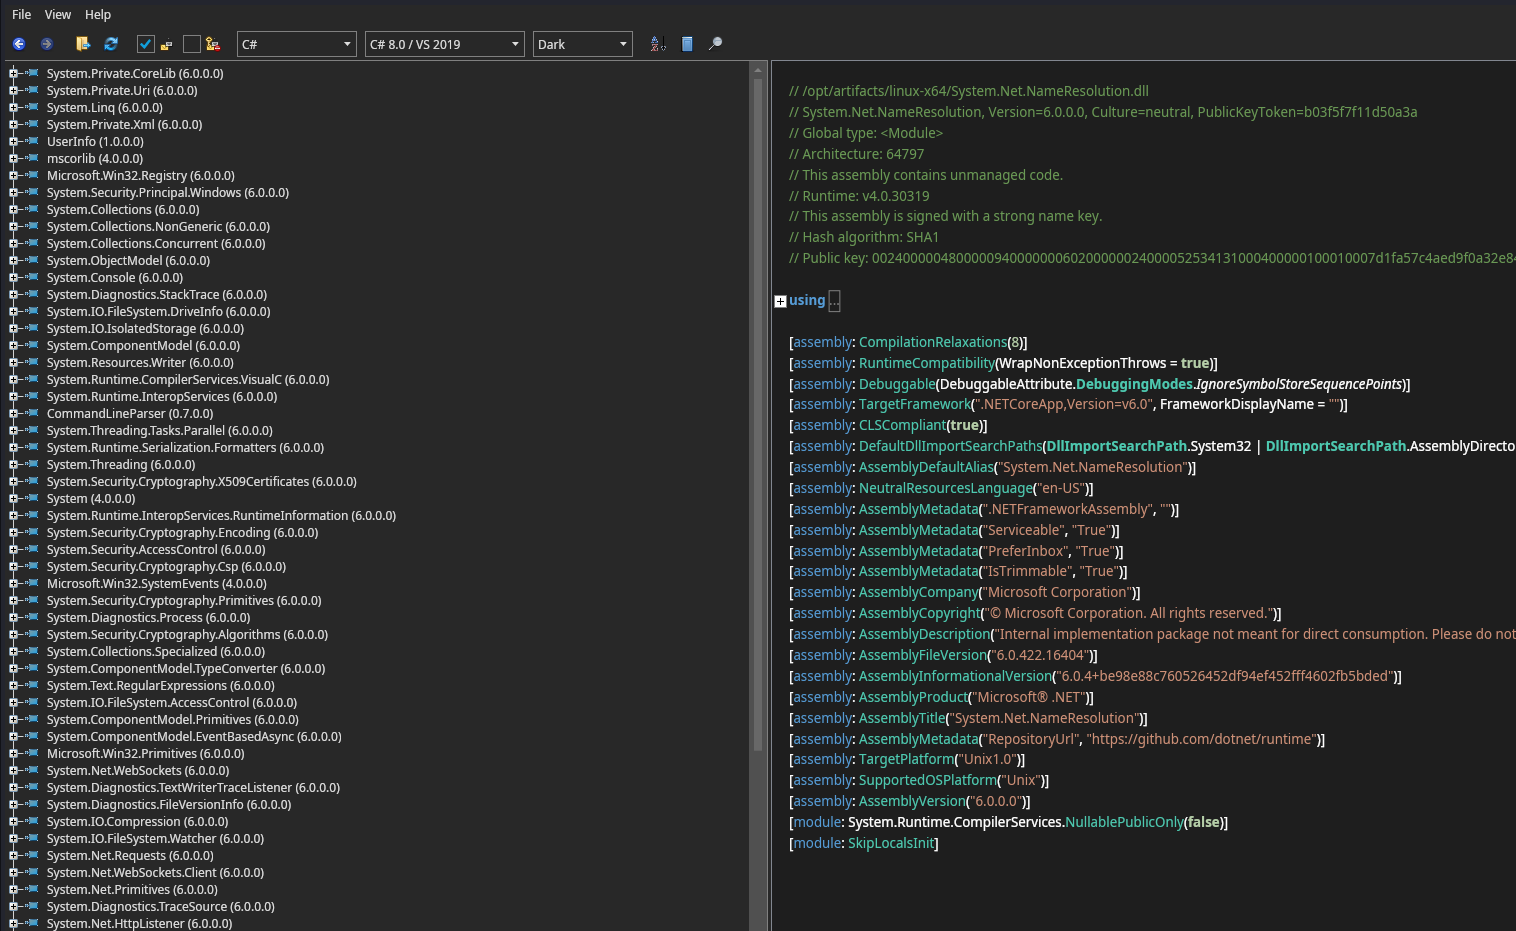 File View Help
C# C# 8.0 / VS 2019 Dark
System.Private.CoreLib (6.0.0.0)
System.Private.Uri (6.0.0.0)
System.Linq (6.0.0.0)
System.Private.Xml (6.0.0.0)
UserInfo (1.0.0.0)
mscorlib (4.0.0.0)
Microsoft.Win32.Registry (6.0.0.0)
System.Security.Principal.Windows (6.0.0.0)
System.Collections (6.0.0.0)
System.Collections.NonGeneric (6.0.0.0)
System.Collections.Concurrent (6.0.0.0)
System.ObjectModel (6.0.0.0)
System.Console (6.0.0.0)
System.Diagnostics.StackTrace (6.0.0.0)
System.IO.FileSystem.DriveInfo (6.0.0.0)
System.IO.IsolatedStorage (6.0.0.0)
System.ComponentModel (6.0.0.0)
System.Resources.Writer (6.0.0.0)
System.Runtime.CompilerServices.VisualC (6.0.0.0)
System.Runtime.InteropServices (6.0.0.0)
CommandLineParser (0.7.0.0)
System.Threading.Tasks.Parallel (6.0.0.0)
System.Runtime.Serialization.Formatters (6.0.0.0)
System.Threading (6.0.0.0)
System.Security.Cryptography.X509Certificates (6.0.0.0)
System (4.0.0.0)
System.Runtime.InteropServices.RuntimeInformation (6.0.0.0)
System.Security.Cryptography.Encoding (6.0.0.0)
System.Security.AccessControl (6.0.0.0)
System.Security.Cryptography.Csp (6.0.0.0)
Microsoft.Win32.SystemEvents (4.0.0.0)
System.Security.Cryptography.Primitives (6.0.0.0)
System.Diagnostics.Process (6.0.0.0)
System.Security.Cryptography.Algorithms (6.0.0.0)
System.Collections.Specialized (6.0.0.0)
System.ComponentModel.TypeConverter (6.0.0.0)
System.Text.RegularExpressions (6.0.0.0)
System.IO.FileSystem.AccessControl (6.0.0.0)
System.ComponentModel.Primitives (6.0.0.0)
System.ComponentModel.EventBasedAsync (6.0.0.0)
Microsoft.Win32.Primitives (6.0.0.0)
System.Net.WebSockets (6.0.0.0)
System.Diagnostics.TextWriterTraceListener (6.0.0.0)
System.Diagnostics.FileVersionInfo (6.0.0.0)
System.IO.Compression (6.0.0.0)
System.IO.FileSystem.Watcher (6.0.0.0)
System.Net.Requests (6.0.0.0)
System.Net.WebSockets.Client (6.0.0.0)
System.Net.Primitives (6.0.0.0)
System.Diagnostics.TraceSource (6.0.0.0)
System.Net.HttpListener (6.0.0.0)
// /opt/artifacts/linux-x64/System.Net.NameResolution.dll
// System.Net.NameResolution, Version=6.0.0.0, Culture=neutral, PublicKeyToken=b03f5f7f11d50a3a
// Global type: <Module>
// Architecture: 64797
// This assembly contains unmanaged code.
// Runtime: v4.0.30319
// This assembly is signed with a strong name key.
// Hash algorithm: SHA1
// Public key: 002400000480000094000000060200000024000052534131000400000100010007d1fa57c4aed9f0a32e84
using ...
[assembly: CompilationRelaxations(8)]
[assembly: RuntimeCompatibility(WrapNonExceptionThrows = true)]
[assembly: Debuggable(DebuggableAttribute.DebuggingModes.IgnoreSymbolStoreSequencePoints)]
[assembly: TargetFramework(".NETCoreApp,Version=v6.0", FrameworkDisplayName = "")]
[assembly: CLSCompliant(true)]
[assembly: DefaultDllImportSearchPaths(DllImportSearchPath.System32 | DllImportSearchPath.AssemblyDirecto
[assembly: AssemblyDefaultAlias("System.Net.NameResolution")]
[assembly: NeutralResourcesLanguage("en-US")]
[assembly: AssemblyMetadata(".NETFrameworkAssembly", "")]
[assembly: AssemblyMetadata("Serviceable", "True")]
[assembly: AssemblyMetadata("PreferInbox", "True")]
[assembly: AssemblyMetadata("IsTrimmable", "True")]
[assembly: AssemblyCompany("Microsoft Corporation")]
[assembly: AssemblyCopyright("© Microsoft Corporation. All rights reserved.")]
[assembly: AssemblyDescription("Internal implementation package not meant for direct consumption. Please do not
[assembly: AssemblyFileVersion("6.0.422.16404")]
[assembly: AssemblyInformationalVersion("6.0.4+be98e88c760526452df94ef452fff4602fb5bded")]
[assembly: AssemblyProduct("Microsoft® .NET")]
[assembly: AssemblyTitle("System.Net.NameResolution")]
[assembly: AssemblyMetadata("RepositoryUrl", "https://github.com/dotnet/runtime")]
[assembly: TargetPlatform("Unix1.0")]
[assembly: SupportedOSPlatform("Unix")]
[assembly: AssemblyVersion("6.0.0.0")]
[module: System.Runtime.CompilerServices.NullablePublicOnly(false)]
[module: SkipLocalsInit]